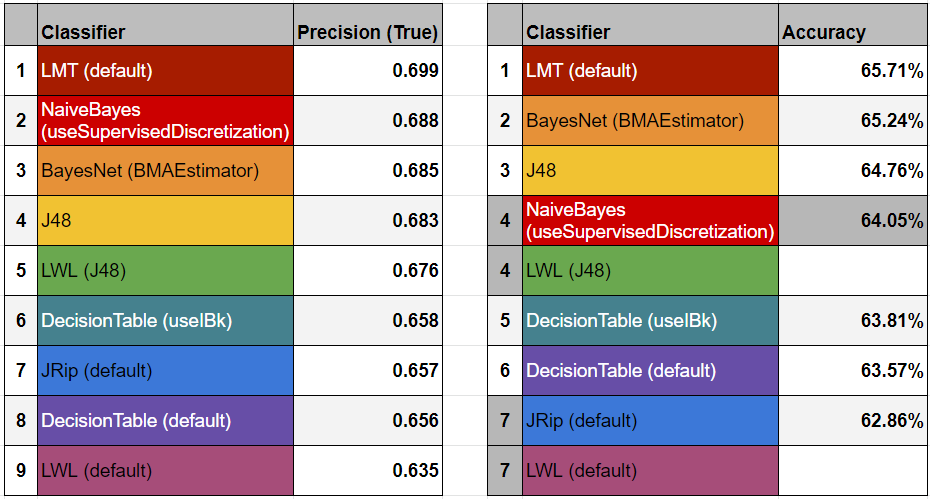 Classifier Precision (True)
1 LMT (default) 0.699
2 NaiveBayes
(useSupervisedDiscretization) 0.688
3 BayesNet (BMAEstimator) 0.685
4 J48 0.683
5 LWL (J48) 0.676
6 DecisionTable (useIBk) 0.658
7 JRip (default) 0.657
8 DecisionTable (default) 0.656
9 LWL (default) 0.635
Classifier Accuracy
1 LMT (default) 65.71%
2 BayesNet (BMAEstimator) 65.24%
3 J48 64.76%
4 NaiveBayes
(useSupervisedDiscretization) 64.05%
4 LWL (J48)
5 DecisionTable (useIBk) 63.81%
6 DecisionTable (default) 63.57%
7 JRip (default) 62.86%
7 LWL (default)